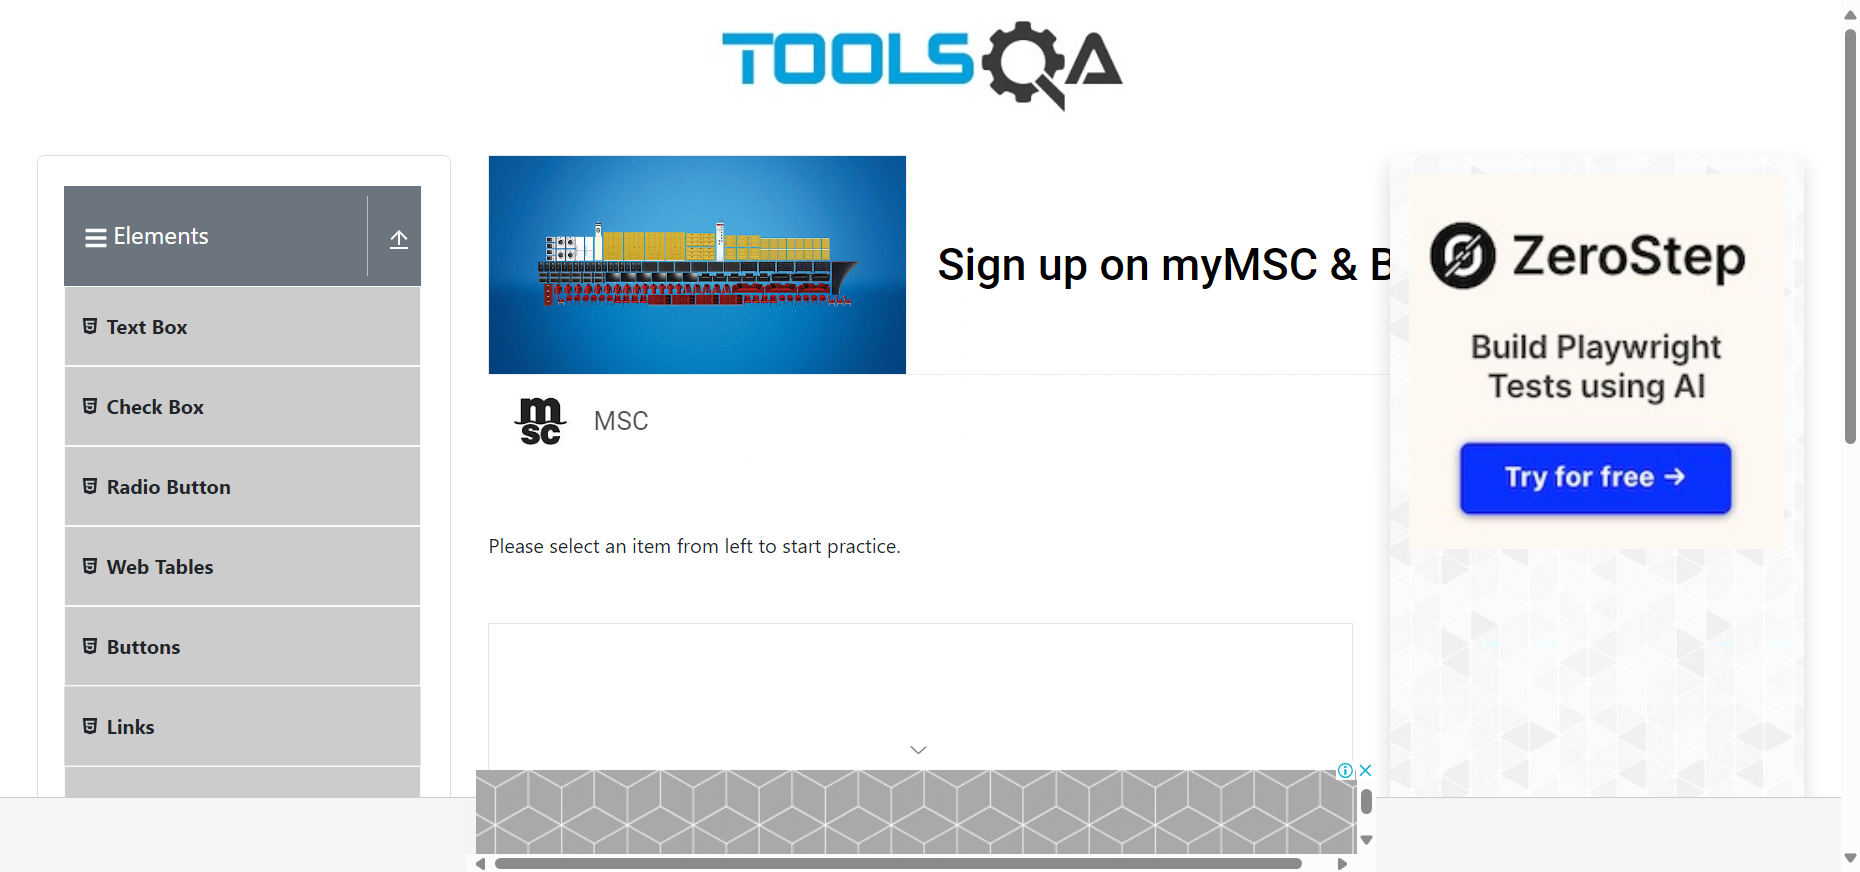 TOOLSQA
Elements
Text Box
Check Box
Radio Button
Web Tables
Buttons
Links
Sign up on myMSC & B
msc
MSC
Please select an item from left to start practice.
ZeroStep
Build Playwright
Tests using AI
Try for free →